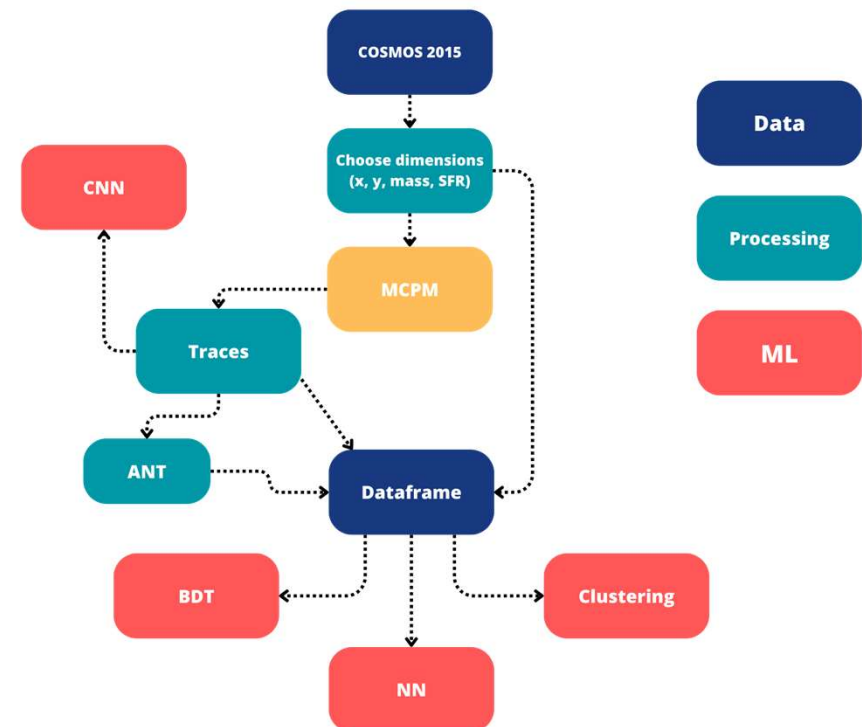 COSMOS 2015
Data
Choose dimensions
(x, y, mass, SFR)
CNN
Processing
MCPM
Traces
ML
ANT
Dataframe
BDT
Clustering
NN